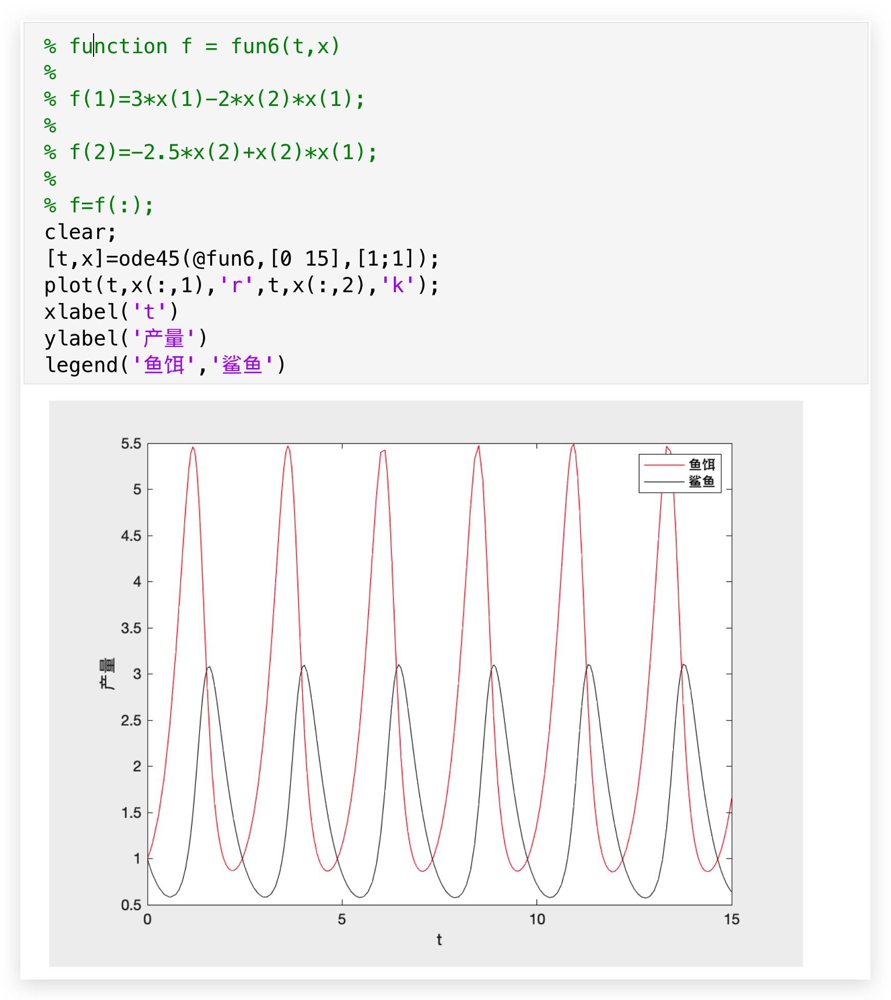 % function f = fun6(t,x)
%
% f(1)=3*x(1)-2*x(2)*x(1);
%
% f(2)=-2.5*x(2)+x(2)*x(1);
%
% f=f(:);
clear;
[t,x]=ode45(@fun6,[0 15],[1;1]);
plot(t,x(:,1),'r',t,x(:,2),'k');
xlabel('t')
ylabel('产量')
legend('鱼饵','鲨鱼')
5.5
5
4.5
4
3.5
3
2.5
2
1.5
1
0.5
产量
鱼饵
鲨鱼
0
5
10
15
t